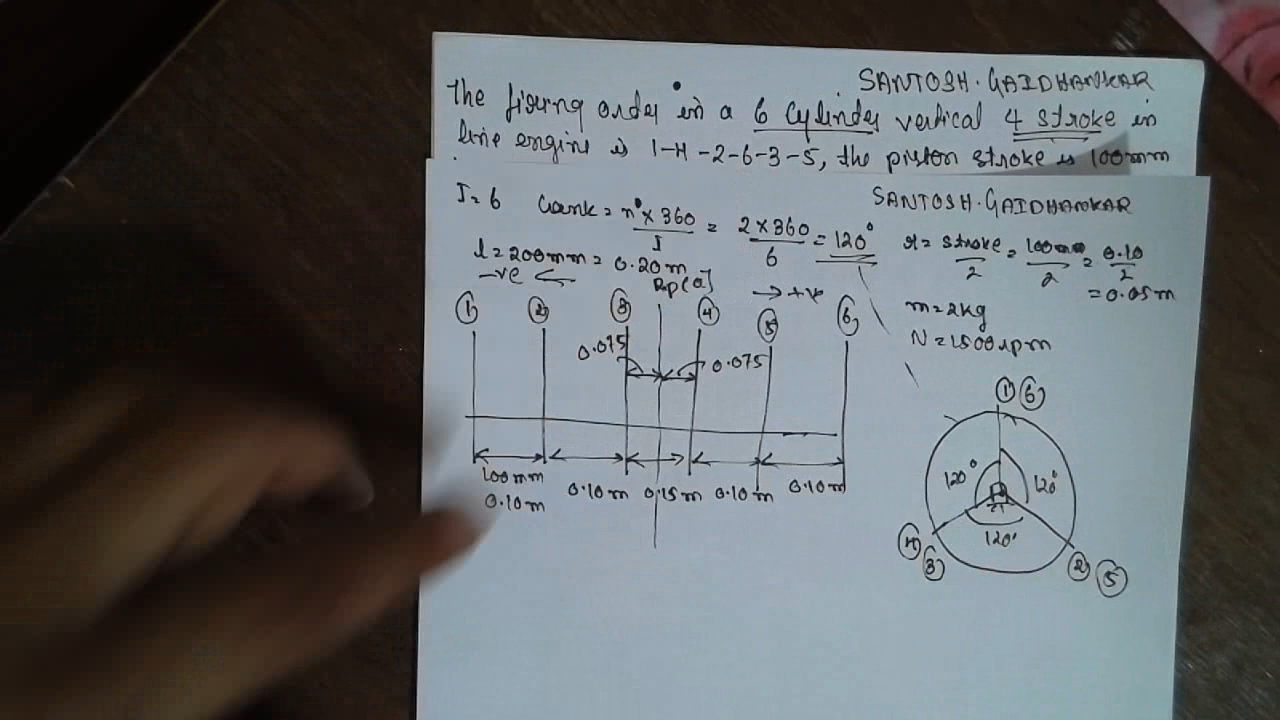 SANTOSH. GAIDHANKAR
The firing order in a 6 cylinder vertical 4 stroke in
line engine is 1-4-2-6-3-5, the piston stroke is 100mm
SANTOSH. GAIDHANKAR
I=6 Crank = n° × 360 / I = 2 × 360 / 6 = 120°
r = stroke / 2 = 100mm / 2 = 0.10 / 2
= 0.05m
l = 200mm = 0.20m
m = 2kg
N = 1500rpm
-ve ← Rp(a) → +ve
① ② ③ ④ ⑤ ⑥
0.075 0.075
100mm
0.10m 0.10m 0.15m 0.10m 0.10m
① ⑥
120° 120°
120°
④ ③ ② ⑤